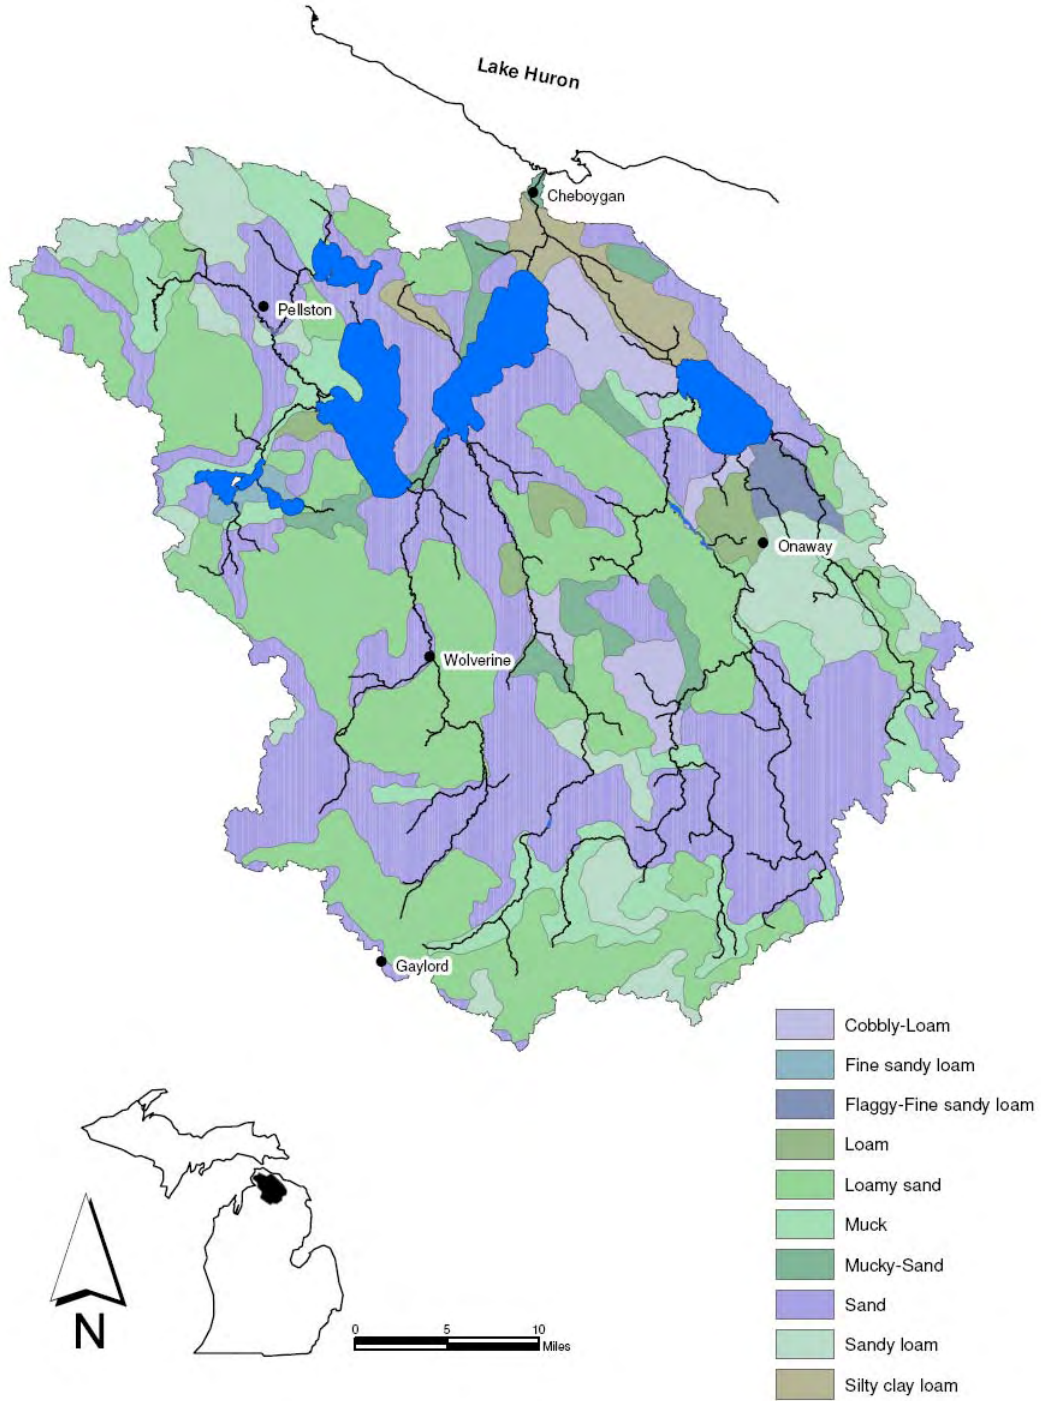 Lake Huron
Cheboygan
Pellston
Onaway
Wolverine
Gaylord
Cobbly-Loam
Fine sandy loam
Flaggy-Fine sandy loam
Loam
Loamy sand
Muck
Mucky-Sand
Sand
Sandy loam
Silty clay loam
N
0 5 10
Miles